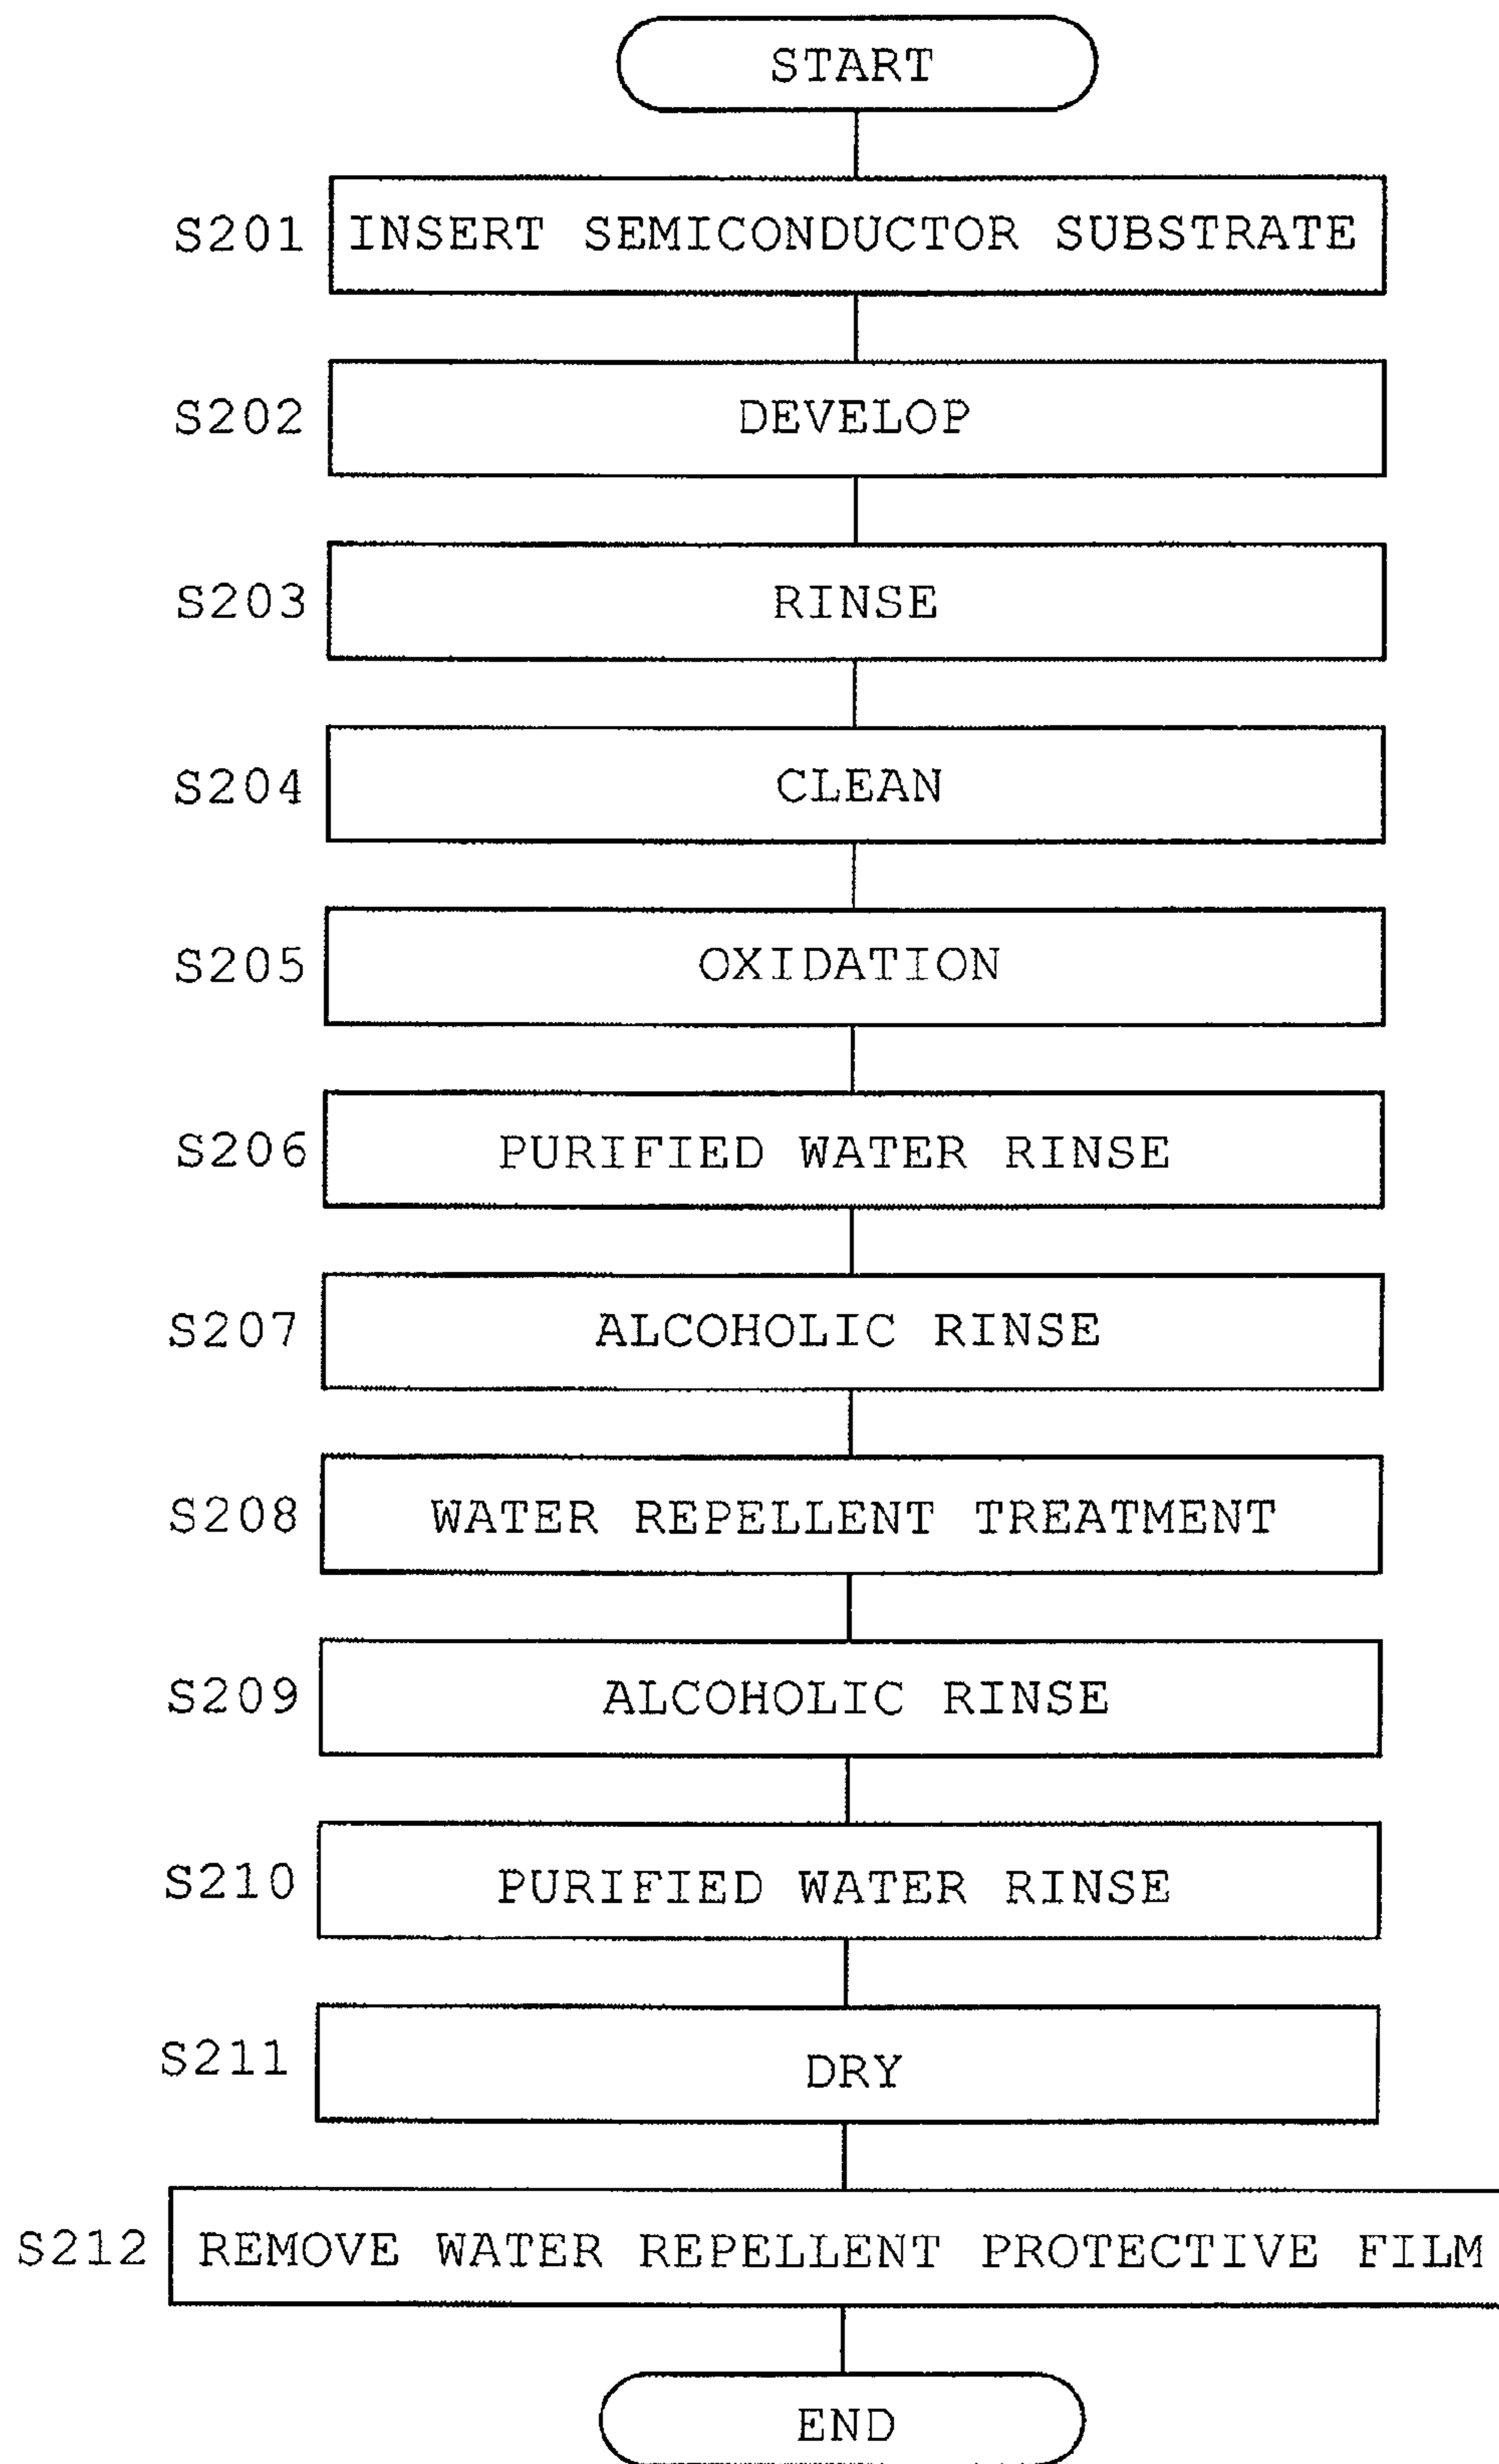 START
S201 INSERT SEMICONDUCTOR SUBSTRATE
S202 DEVELOP
S203 RINSE
S204 CLEAN
S205 OXIDATION
S206 PURIFIED WATER RINSE
S207 ALCOHOLIC RINSE
S208 WATER REPELLENT TREATMENT
S209 ALCOHOLIC RINSE
S210 PURIFIED WATER RINSE
S211 DRY
S212 REMOVE WATER REPELLENT PROTECTIVE FILM
END